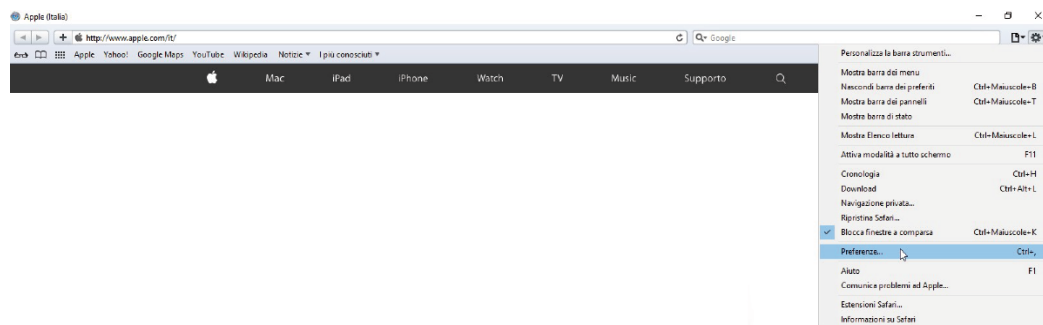 Apple (Italia)
http://www.apple.com/it/
Google
Apple Yahoo! Google Maps YouTube Wikipedia Notizie I più conosciuti
Mac iPad iPhone Watch TV Music Supporto
Personalizza la barra strumenti...
Mostra barra dei menu
Nascondi barra dei preferiti Ctrl+Maiuscole+B
Mostra barra dei pannelli Ctrl+Maiuscole+T
Mostra barra di stato
Mostra Elenco lettura Ctrl+Maiuscole+L
Attiva modalità a tutto schermo F11
Cronologia Ctrl+H
Download Ctrl+Alt+L
Navigazione privata...
Ripristina Safari...
Blocca finestre a comparsa Ctrl+Maiuscole+K
Preferenze... Ctrl+,
Aiuto F1
Comunica problemi ad Apple...
Estensioni Safari...
Informazioni su Safari